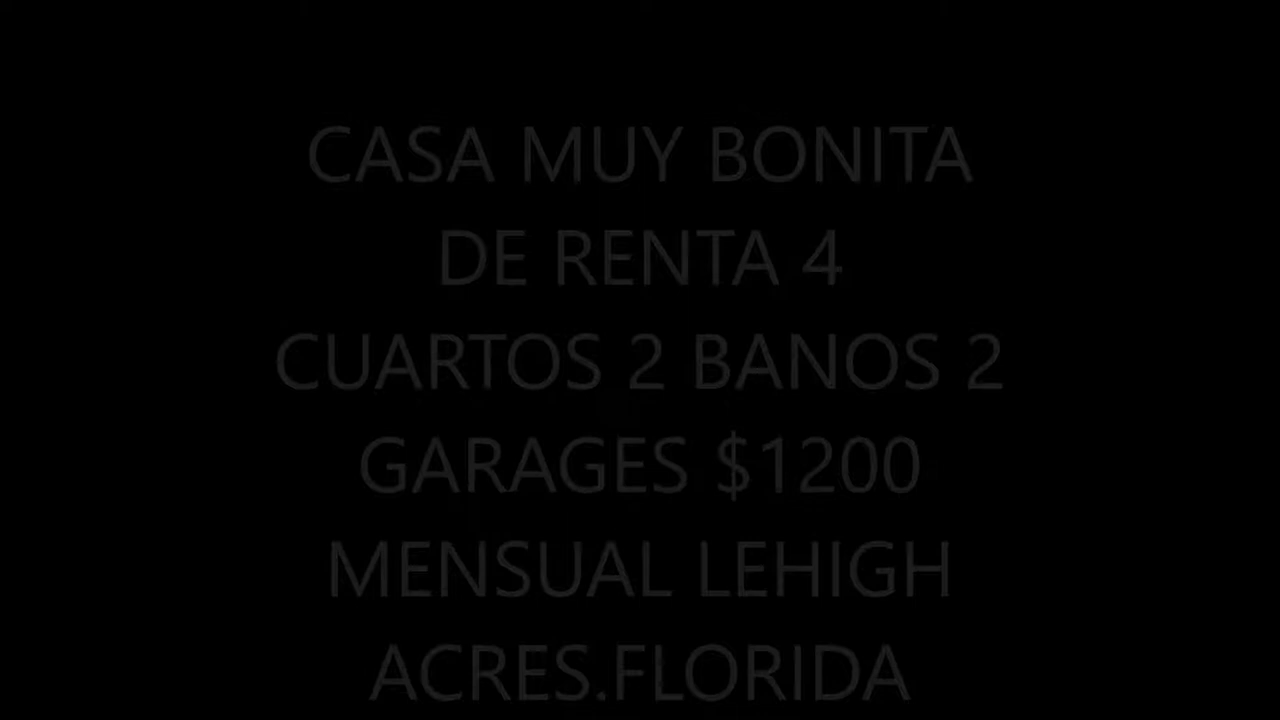 CASA MUY BONITA
DE RENTA 4
CUARTOS 2 BANOS 2
GARAGES $1200
MENSUAL LEHIGH
ACRES.FLORIDA